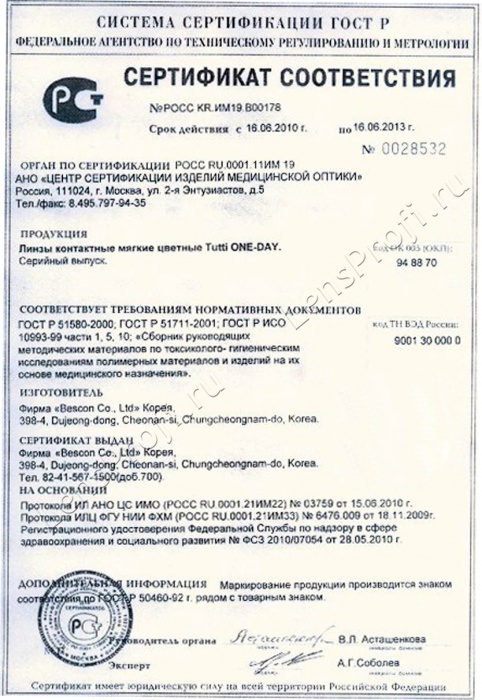 СИСТЕМА СЕРТИФИКАЦИИ ГОСТ Р
ФЕДЕРАЛЬНОЕ АГЕНТСТВО ПО ТЕХНИЧЕСКОМУ РЕГУЛИРОВАНИЮ И МЕТРОЛОГИИ
СЕРТИФИКАТ СООТВЕТСТВИЯ
№РОСС KR.ИМ19.В00178
Срок действия с 16.06.2010 г. по 16.06.2013 г.
№ 0028532
ОРГАН ПО СЕРТИФИКАЦИИ РОСС RU.0001.11ИМ 19
АНО «ЦЕНТР СЕРТИФИКАЦИИ ИЗДЕЛИЙ МЕДИЦИНСКОЙ ОПТИКИ»
Россия, 111024, г. Москва, ул. 2-я Энтузиастов, д.5
Тел./факс: 8.495.797-94-35
ПРОДУКЦИЯ
Линзы контактные мягкие цветные Tutti ONE-DAY.
Серийный выпуск.
код ОК 005 (ОКП):
94 88 70
СООТВЕТСТВУЕТ ТРЕБОВАНИЯМ НОРМАТИВНЫХ ДОКУМЕНТОВ
ГОСТ Р 51580-2000; ГОСТ Р 51711-2001; ГОСТ Р ИСО
10993-99 части 1, 5, 10; «Сборник руководящих
методических материалов по токсиколого- гигиеническим
исследованиям полимерных материалов и изделий на их
основе медицинского назначения».
код ТН ВЭД России:
9001 30 000 0
ИЗГОТОВИТЕЛЬ
Фирма «Bescon Co., Ltd» Корея,
398-4, Dujeong-dong, Cheonan-si, Chungcheongnam-do, Korea.
СЕРТИФИКАТ ВЫДАН
Фирма «Bescon Co., Ltd» Корея,
398-4, Dujeong-dong, Cheonan-si, Chungcheongnam-do, Korea.
Тел. 82-41-567-1500(доб.700).
НА ОСНОВАНИИ
Протокола ИЛ АНО ЦС ИМО (РОСС RU.0001.21ИМ22) № 03759 от 15.06.2010 г.
Протокола ИЛЦ ФГУ НИИ ФХМ (РОСС RU.0001.21ИМ33) № 6476.009 от 18.11.2009г.
Регистрационного удостоверения Федеральной Службы по надзору в сфере
здравоохранения и социального развития № ФСЗ 2010/07054 от 28.05.2010 г.
ДОПОЛНИТЕЛЬНАЯ ИНФОРМАЦИЯ Маркирование продукции производится знаком
соответствия по ГОСТ Р 50460-92 г. рядом с товарным знаком.
Руководитель органа В.Л. Асташенкова
Эксперт А.Г.Соболев
Сертификат имеет юридическую силу на всей территории Российской Федерации
LensProfi.ru